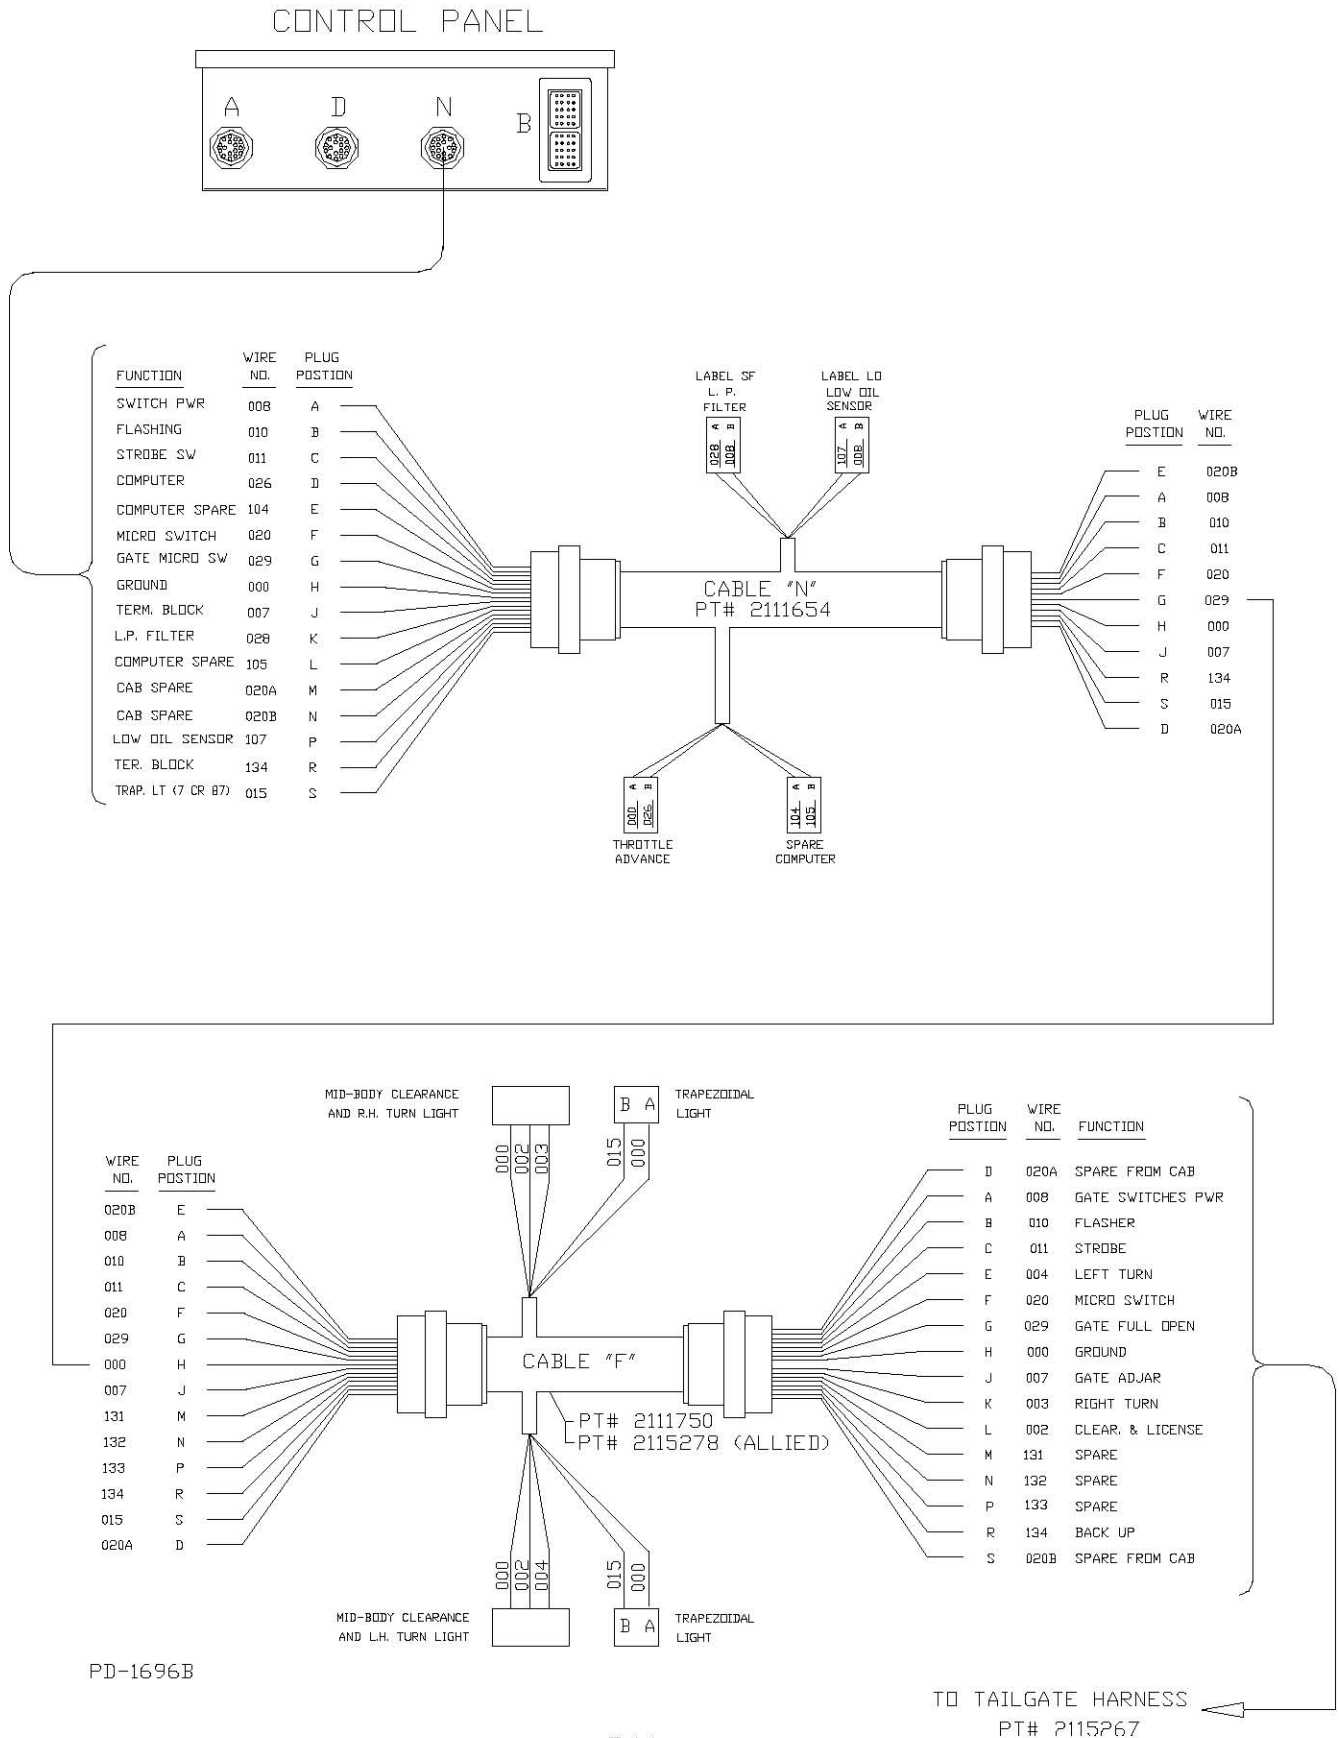 CONTROL PANEL
A D N B
FUNCTION WIRE NO. PLUG POSTION
SWITCH PWR 008 A
FLASHING 010 B
STROBE SW 011 C
COMPUTER 026 D
COMPUTER SPARE 104 E
MICRO SWITCH 020 F
GATE MICRO SW 029 G
GROUND 000 H
TERM. BLOCK 007 J
L.P. FILTER 028 K
COMPUTER SPARE 105 L
CAB SPARE 020A M
CAB SPARE 020B N
LOW OIL SENSOR 107 P
TER. BLOCK 134 R
TRAP. LT (7 CR 87) 015 S
LABEL SF
L. P.
FILTER
028 A
008 B
LABEL LO
LOW OIL
SENSOR
107 A
008 B
CABLE "N"
PT# 2111654
000 A
026 B
THROTTLE
ADVANCE
104 A
105 B
SPARE
COMPUTER
PLUG POSTION WIRE NO.
E 020B
A 008
B 010
C 011
F 020
G 029
H 000
J 007
R 134
S 015
D 020A
MID-BODY CLEARANCE
AND R.H. TURN LIGHT
000 002 003
B A
015 000
TRAPEZOIDAL
LIGHT
WIRE NO. PLUG POSTION
020B E
008 A
010 B
011 C
020 F
029 G
000 H
007 J
131 M
132 N
133 P
134 R
015 S
020A D
CABLE "F"
PT# 2111750
PT# 2115278 (ALLIED)
000 002 004
MID-BODY CLEARANCE
AND L.H. TURN LIGHT
015 000
B A
TRAPEZOIDAL
LIGHT
PLUG POSTION WIRE NO. FUNCTION
D 020A SPARE FROM CAB
A 008 GATE SWITCHES PWR
B 010 FLASHER
C 011 STROBE
E 004 LEFT TURN
F 020 MICRO SWITCH
G 029 GATE FULL OPEN
H 000 GROUND
J 007 GATE ADJAR
K 003 RIGHT TURN
L 002 CLEAR. & LICENSE
M 131 SPARE
N 132 SPARE
P 133 SPARE
R 134 BACK UP
S 020B SPARE FROM CAB
PD-1696B
TO TAILGATE HARNESS
PT# 2115267